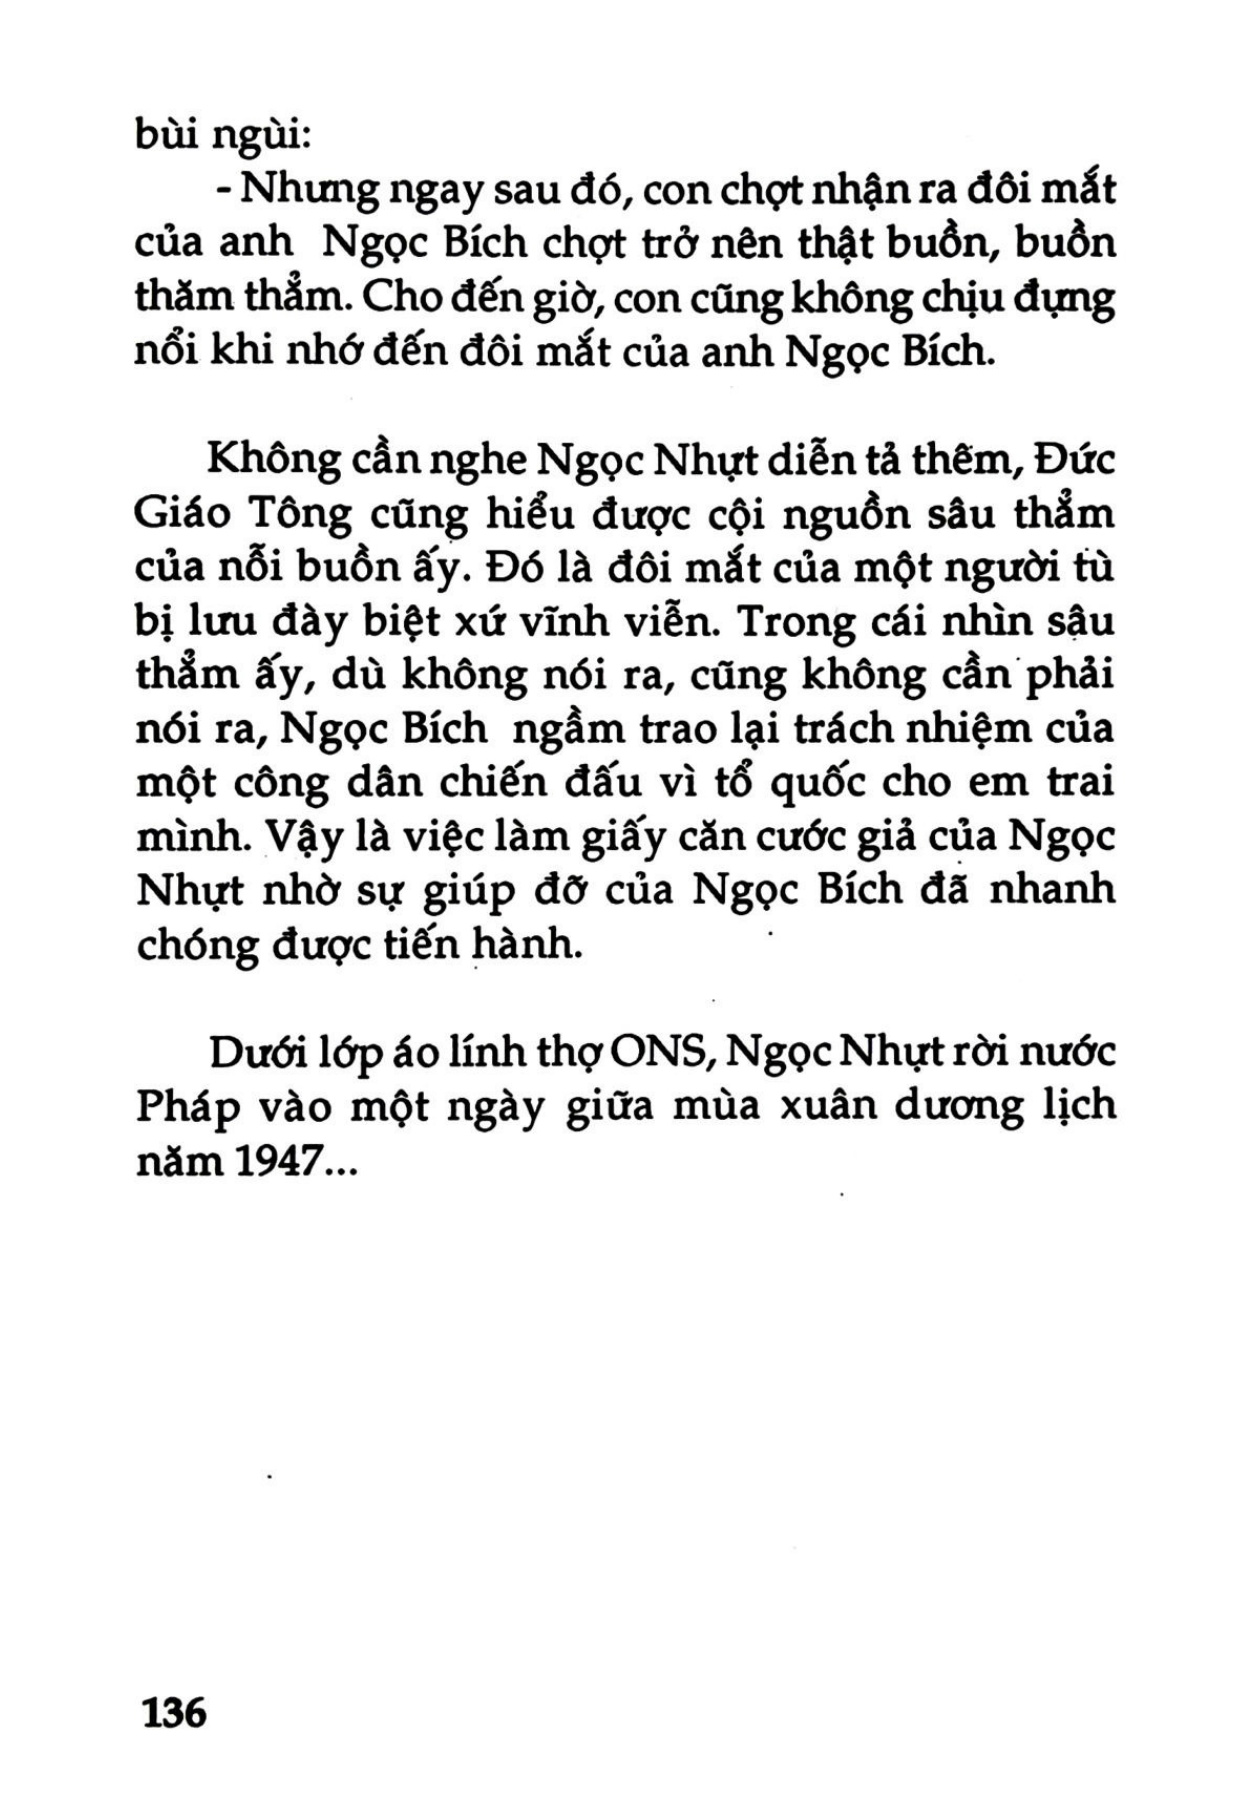 bùi ngùi:
- Nhưng ngay sau đó, con chợt nhận ra đôi mắt
của anh Ngọc Bích chợt trở nên thật buồn, buồn
thăm thẳm. Cho đến giờ, con cũng không chịu đựng
nổi khi nhớ đến đôi mắt của anh Ngọc Bích.
Không cần nghe Ngọc Nhựt diễn tả thêm, Đức
Giáo Tông cũng hiểu được cội nguồn sâu thẳm
của nỗi buồn ấy. Đó là đôi mắt của một người tù
bị lưu đày biệt xứ vĩnh viễn. Trong cái nhìn sâu
thẳm ấy, dù không nói ra, cũng không cần phải
nói ra, Ngọc Bích ngầm trao lại trách nhiệm của
một công dân chiến đấu vì tổ quốc cho em trai
mình. Vậy là việc làm giấy căn cước giả của Ngọc
Nhựt nhờ sự giúp đỡ của Ngọc Bích đã nhanh
chóng được tiến hành.
Dưới lớp áo lính thợ ONS, Ngọc Nhựt rời nước
Pháp vào một ngày giữa mùa xuân dương lịch
năm 1947...
136